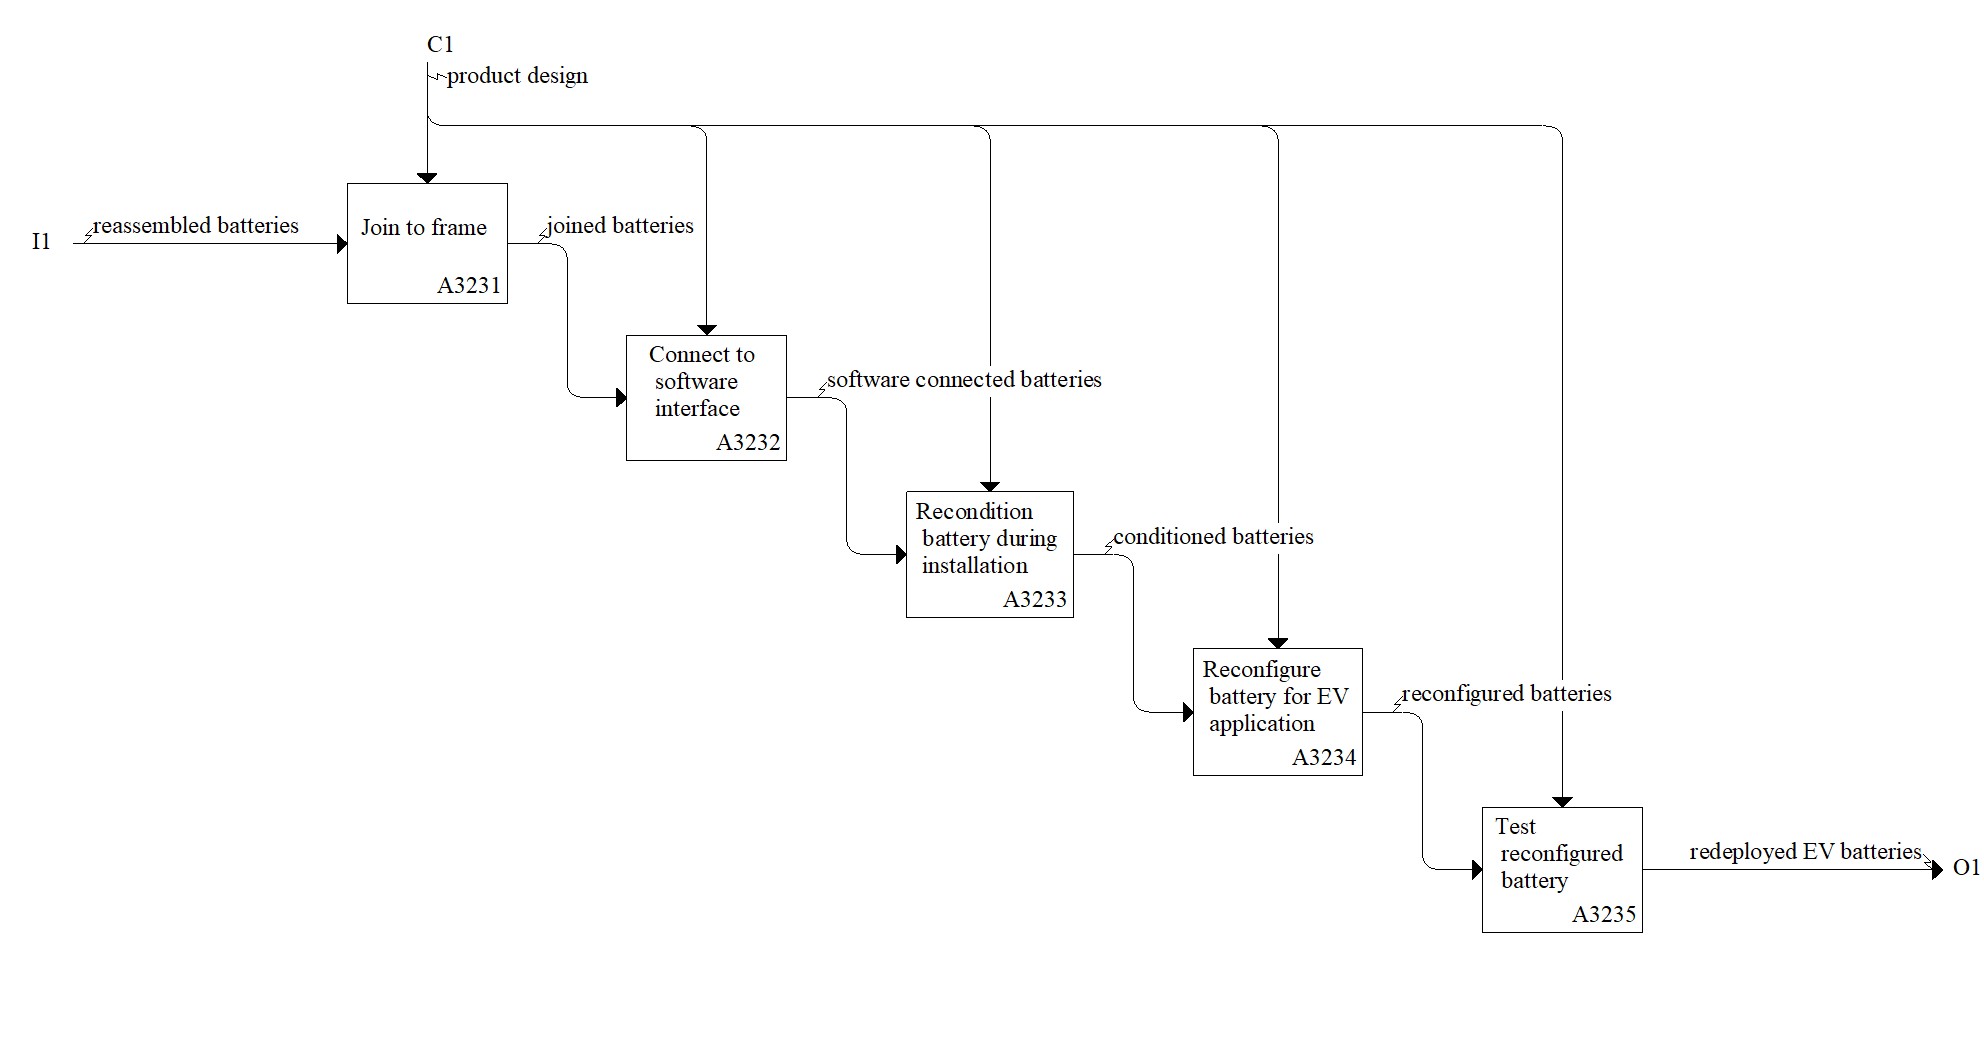 C1
product design
I1
reassembled batteries
Join to frame
A3231
joined batteries
Connect to
software
interface
A3232
software connected batteries
Recondition
battery during
installation
A3233
conditioned batteries
Reconfigure
battery for EV
application
A3234
reconfigured batteries
Test
reconfigured
battery
A3235
redeployed EV batteries
O1